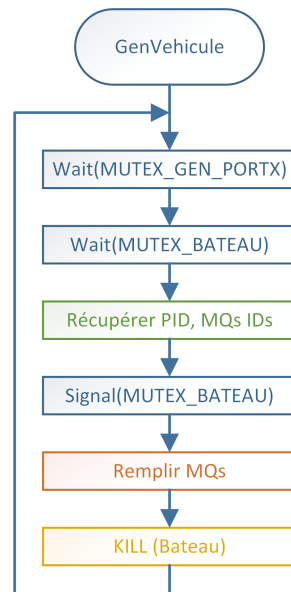 GenVehicule
Wait(MUTEX_GEN_PORTX)
Wait(MUTEX_BATEAU)
Récupérer PID, MQs IDs
Signal(MUTEX_BATEAU)
Remplir MQs
KILL (Bateau)